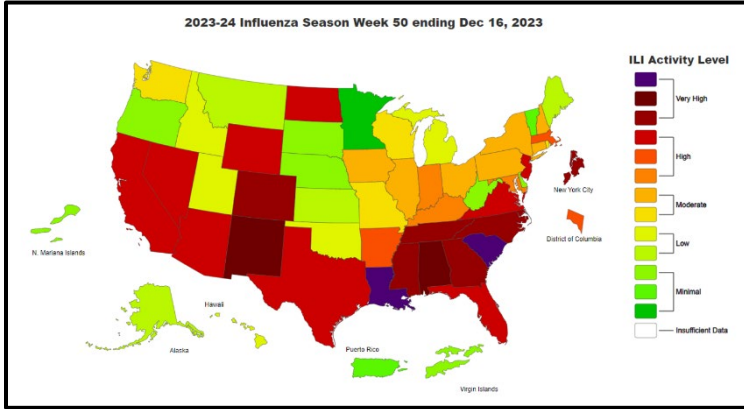 2023-24 Influenza Season Week 50 ending Dec 16, 2023
ILI Activity Level
Very High
High
Moderate
Low
Minimal
Insufficient Data
New York City
District of Columbia
N. Mariana Islands
Hawaii
Alaska
Puerto Rico
Virgin Islands